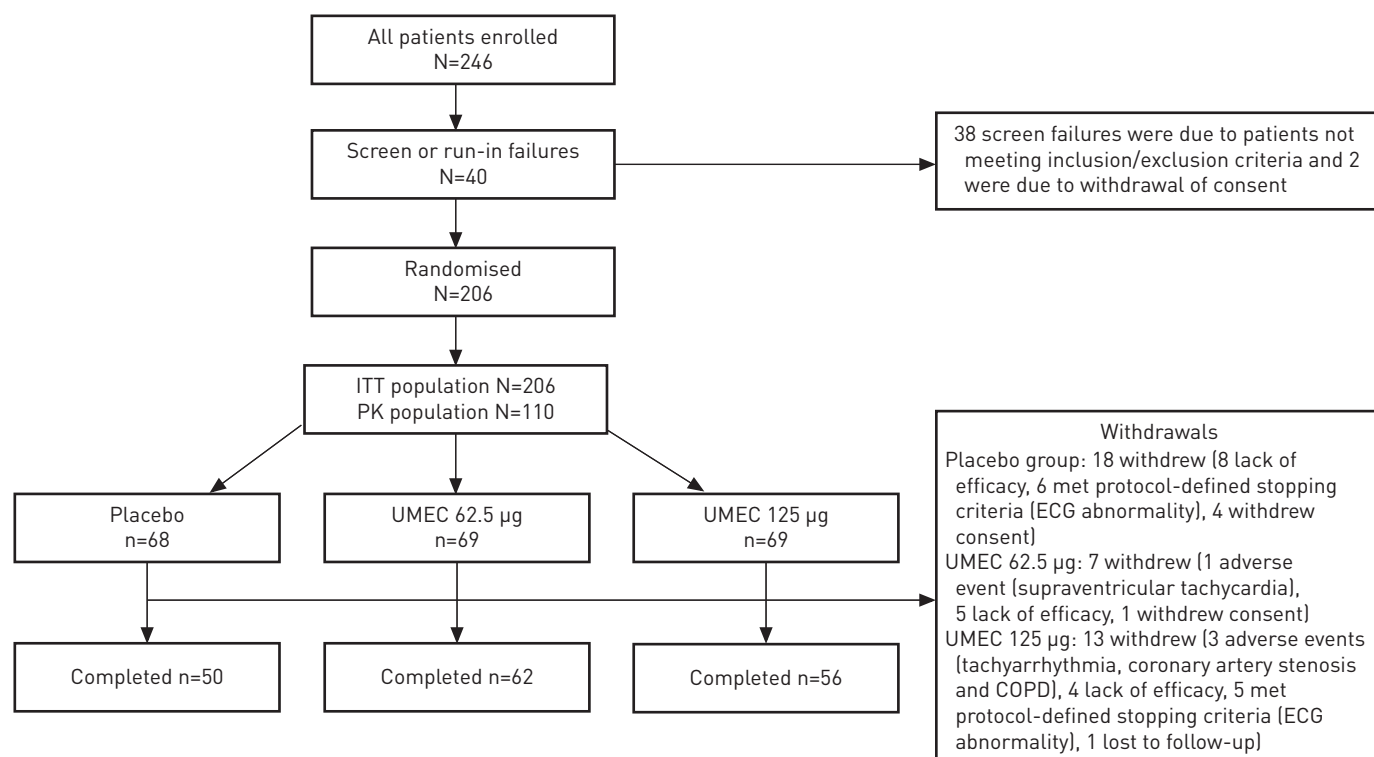 All patients enrolled
N=246
Screen or run-in failures
N=40
38 screen failures were due to patients not
meeting inclusion/exclusion criteria and 2
were due to withdrawal of consent
Randomised
N=206
ITT population N=206
PK population N=110
Placebo
n=68
UMEC 62.5 µg
n=69
UMEC 125 µg
n=69
Withdrawals
Placebo group: 18 withdrew (8 lack of
efficacy, 6 met protocol-defined stopping
criteria (ECG abnormality), 4 withdrew
consent)
UMEC 62.5 µg: 7 withdrew (1 adverse
event (supraventricular tachycardia),
5 lack of efficacy, 1 withdrew consent)
UMEC 125 µg: 13 withdrew (3 adverse events
(tachyarrhythmia, coronary artery stenosis
and COPD), 4 lack of efficacy, 5 met
protocol-defined stopping criteria (ECG
abnormality), 1 lost to follow-up)
Completed n=50
Completed n=62
Completed n=56